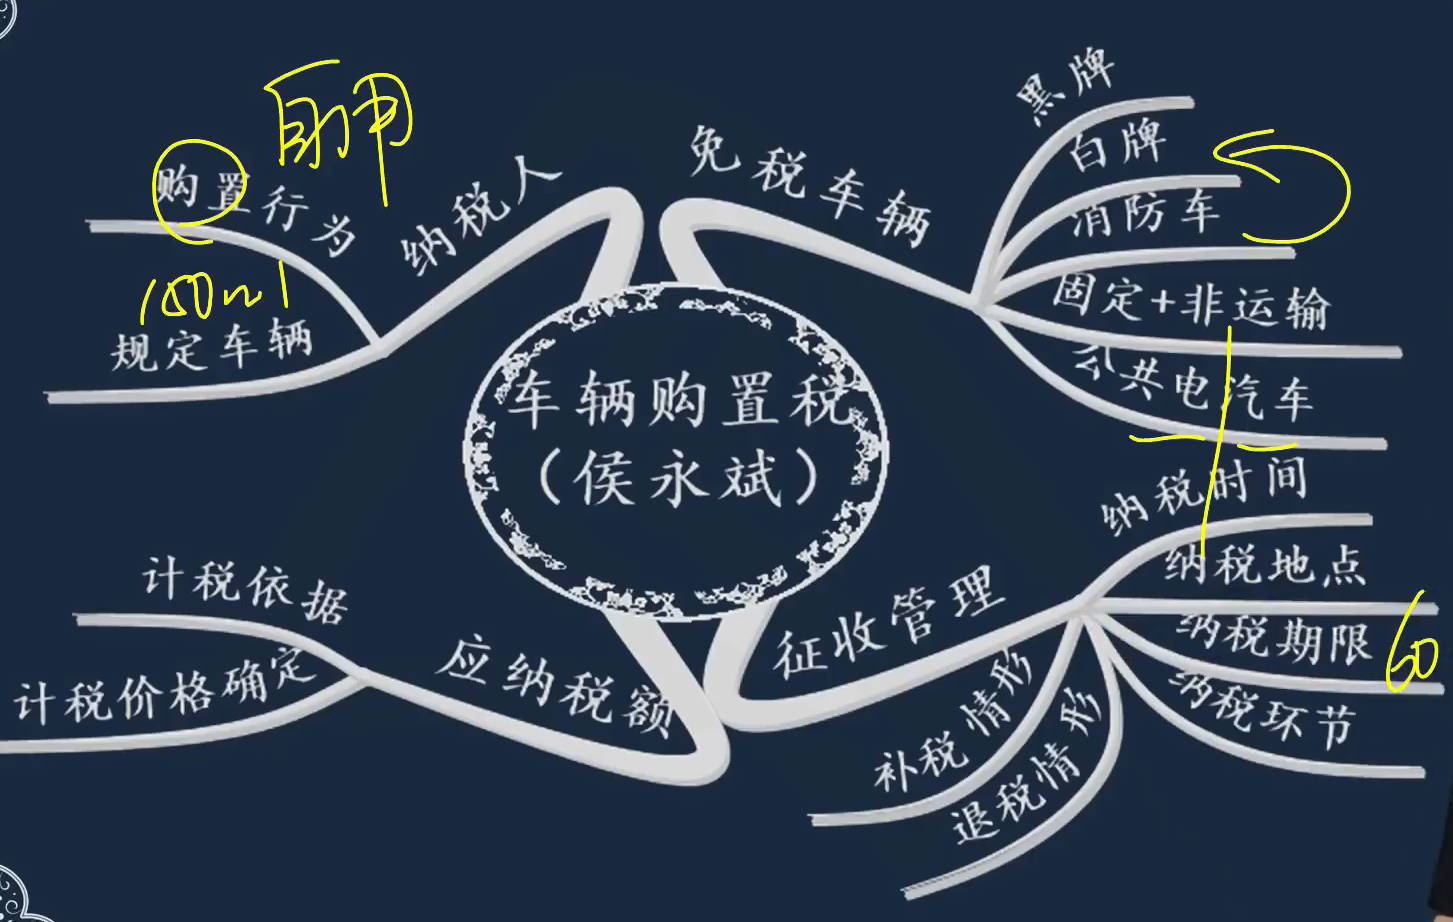 车辆购置税
（侯永斌）
纳税人
购置行为
自用
150ml
规定车辆
免税车辆
黑牌
白牌
消防车
固定+非运输
公共电汽车
征收管理
纳税时间
纳税地点
纳税期限
60
纳税环节
退税情形
补税情形
应纳税额
计税依据
计税价格确定